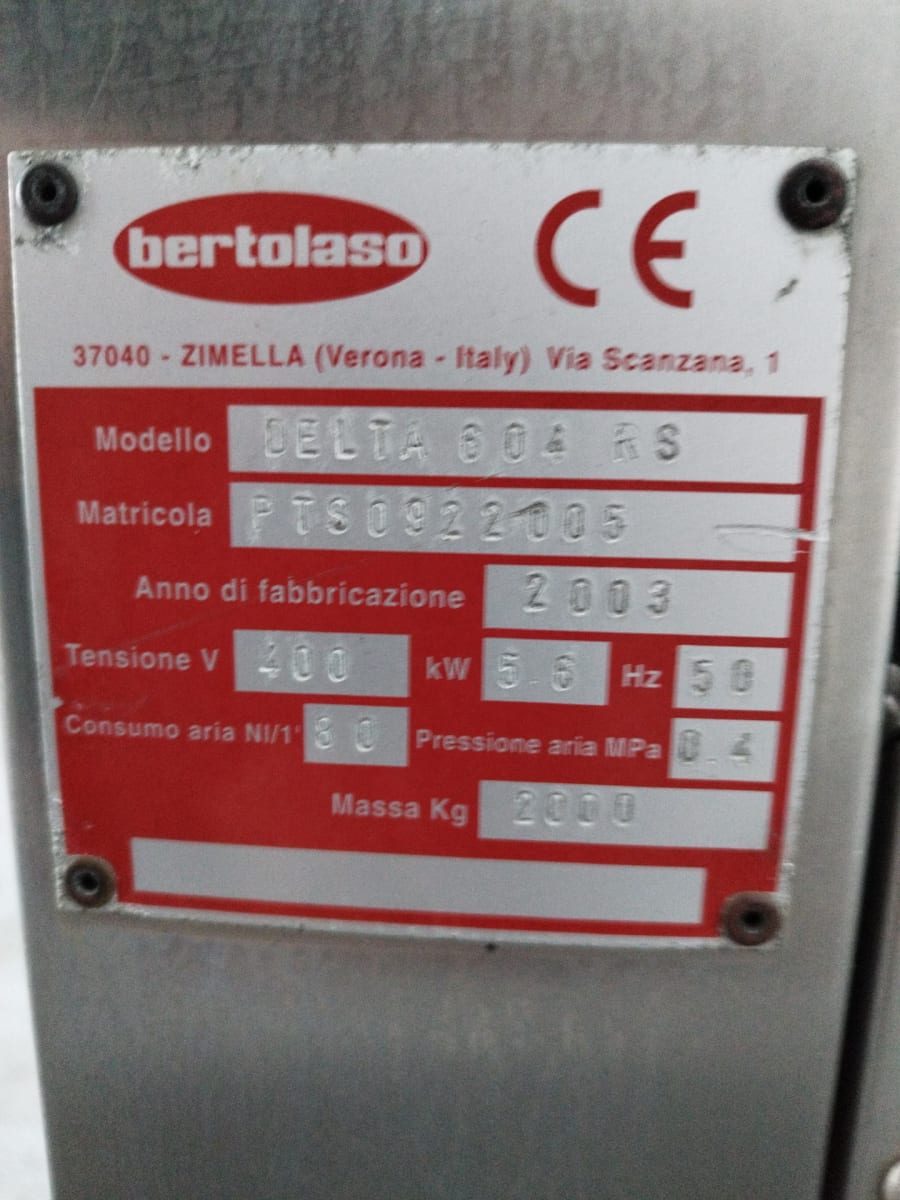 bertolaso CE
37040 - ZIMELLA (Verona - Italy) Via Scanzana, 1
Modello DELTA 604 RS
Matricola PTS0922005
Anno di fabbricazione 2003
Tensione V 400 kW 5.6 Hz 50
Consumo aria Nl/1' 80 Pressione aria MPa 0.4
Massa Kg 2000